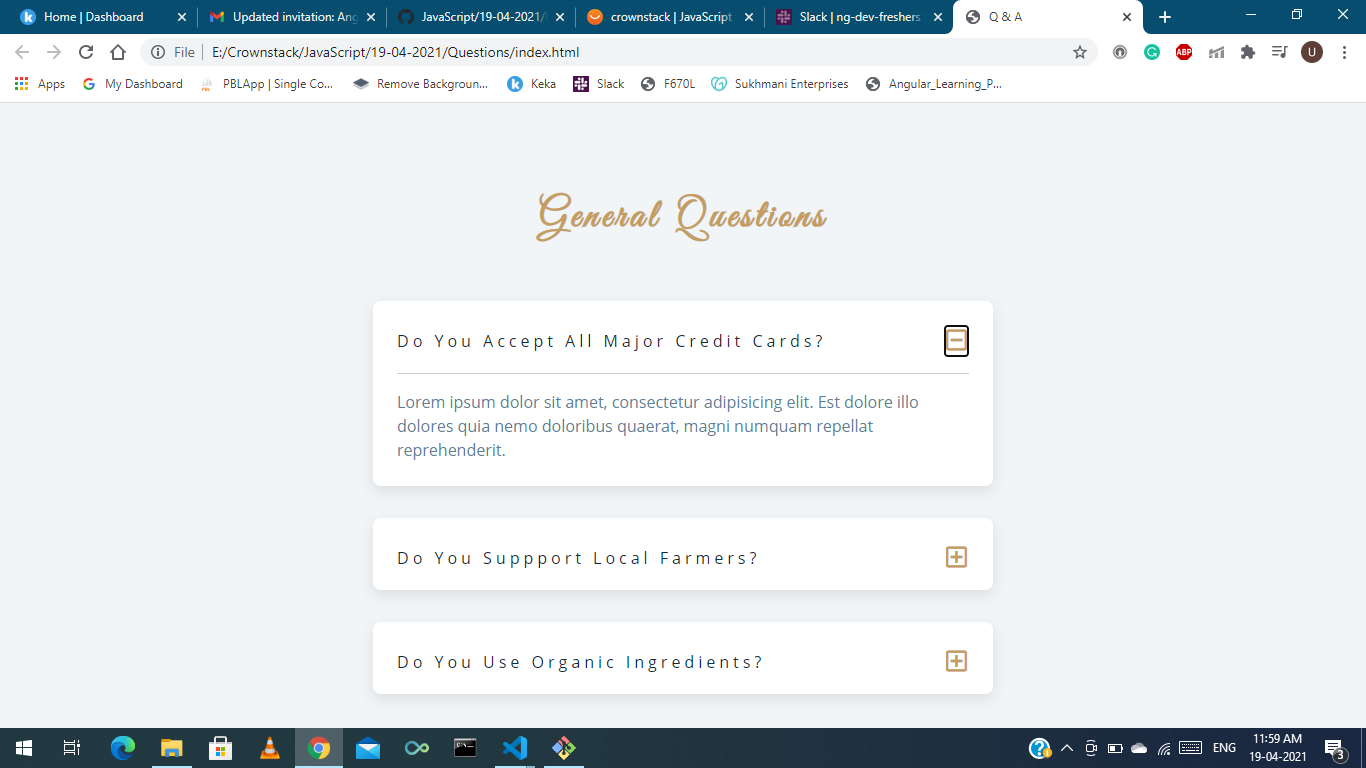 Home | Dashboard
Updated invitation: Ang
JavaScript/19-04-2021/
crownstack | JavaScript
Slack | ng-dev-freshers
Q & A
File
E:/Crownstack/JavaScript/19-04-2021/Questions/index.html
ABP
U
Apps
My Dashboard
PBLApp | Single Co...
Remove Backgroun...
Keka
Slack
F670L
Sukhmani Enterprises
Angular_Learning_P...
General Questions
Do You Accept All Major Credit Cards?
Lorem ipsum dolor sit amet, consectetur adipisicing elit. Est dolore illo
dolores quia nemo doloribus quaerat, magni numquam repellat
reprehenderit.
Do You Suppport Local Farmers?
Do You Use Organic Ingredients?
ENG
11:59 AM
19-04-2021
3